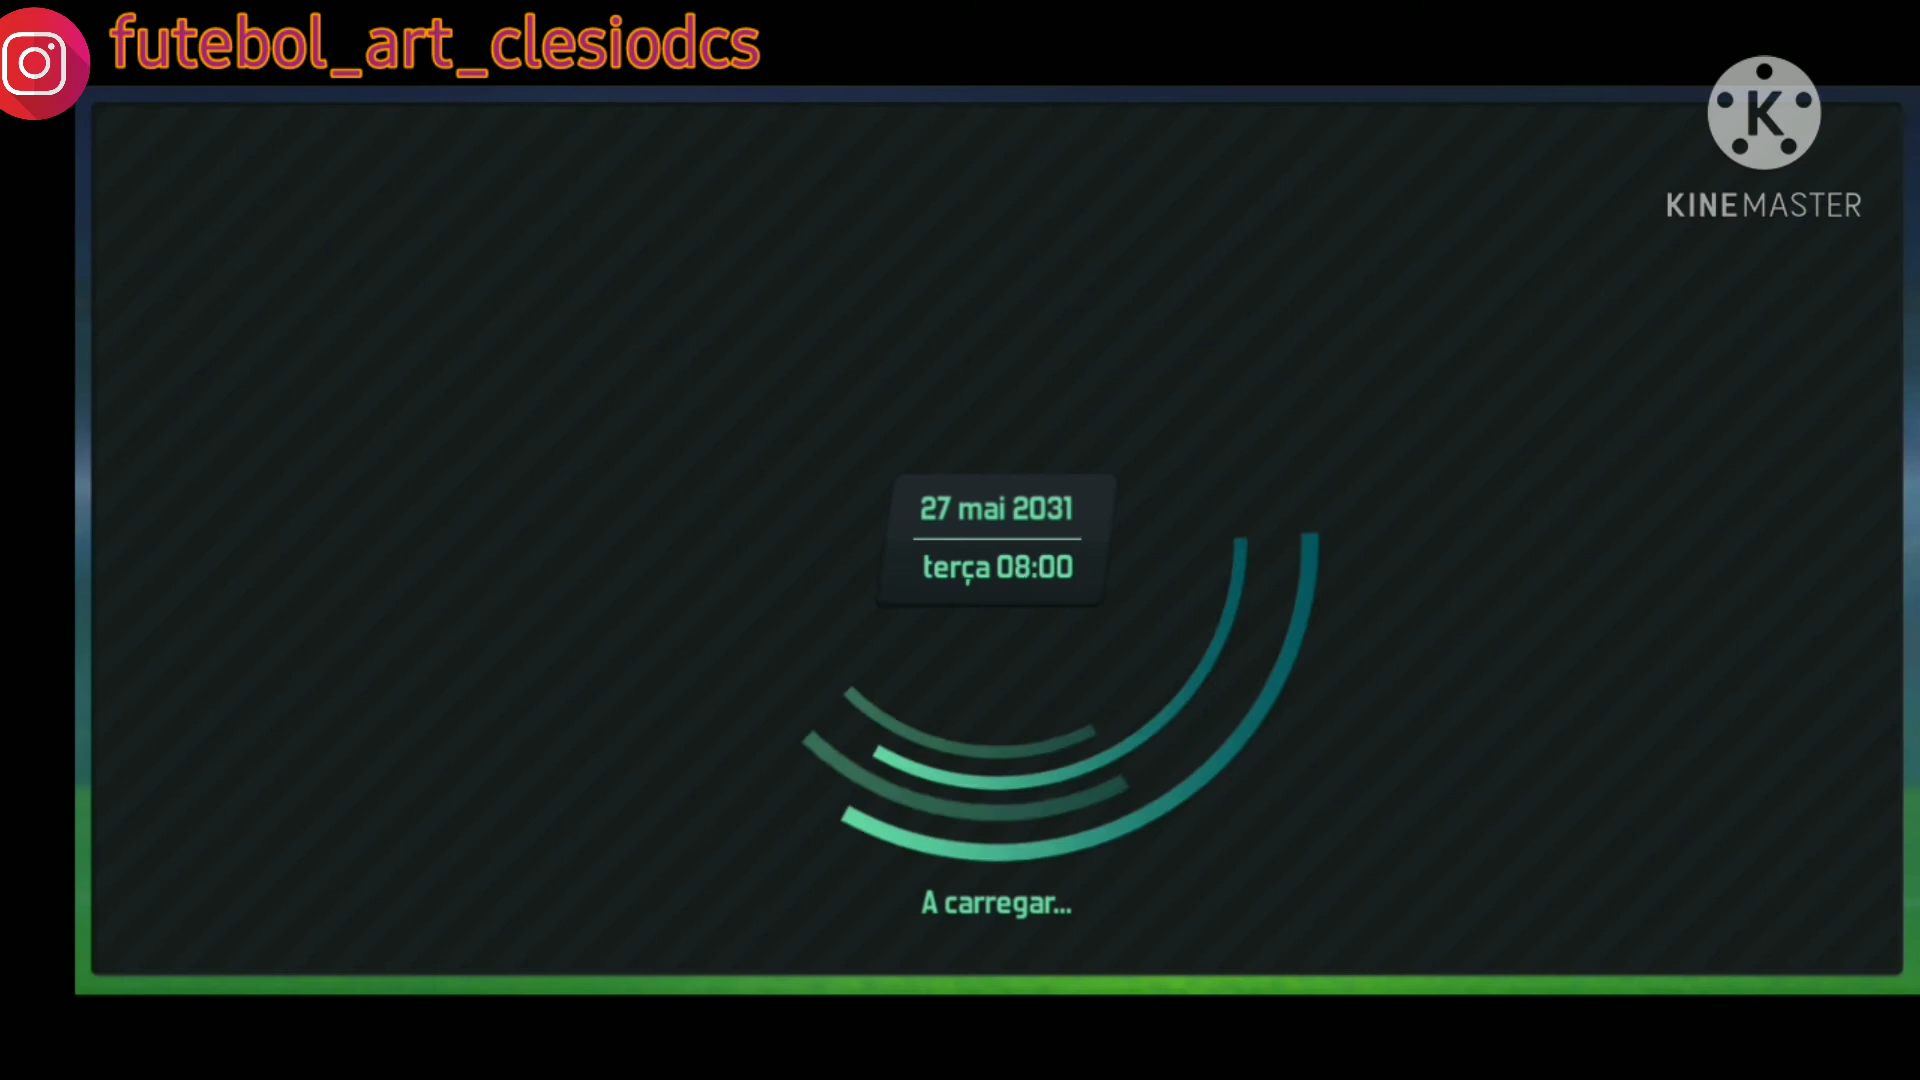 futebol_art_clesiodcs
K
KINEMASTER
27 mai 2031
terça 08:00
A carregar...